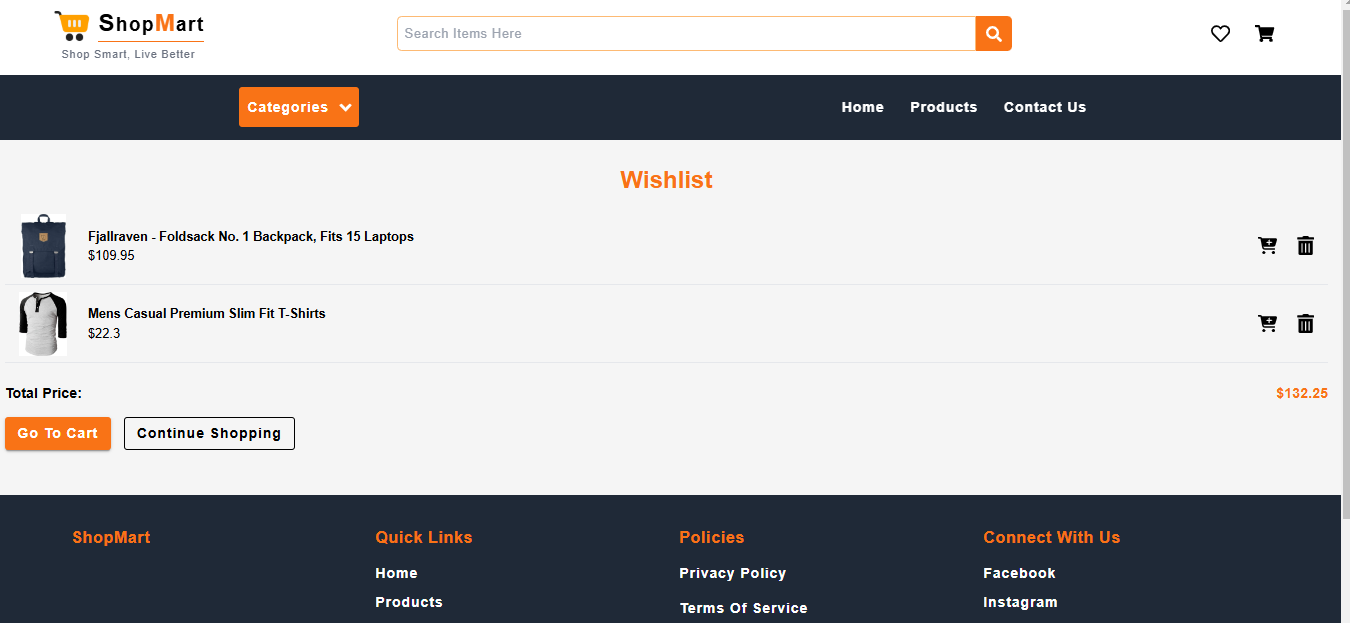 ShopMart
Shop Smart, Live Better
Search Items Here
Categories
Home Products Contact Us
Wishlist
Fjallraven - Foldsack No. 1 Backpack, Fits 15 Laptops
$109.95
Mens Casual Premium Slim Fit T-Shirts
$22.3
Total Price: $132.25
Go To Cart Continue Shopping
ShopMart Quick Links Policies Connect With Us
Home Privacy Policy Facebook
Products Terms Of Service Instagram